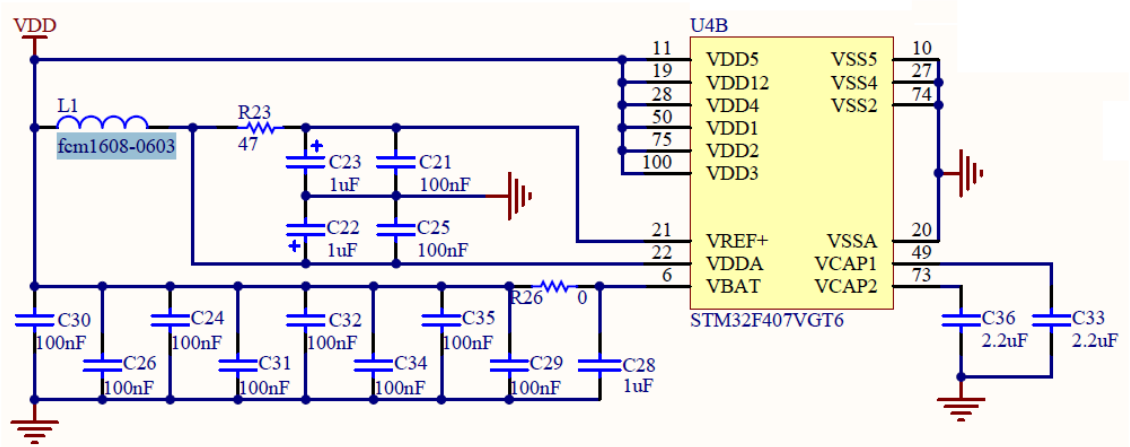 VDD
U4B
11 VDD5 VSS5 10
19 VDD12 VSS4 27
28 VDD4 VSS2 74
50 VDD1
75 VDD2
100 VDD3
L1
fcm1608-0603
R23
47
C23
1uF
C21
100nF
C22
1uF
C25
100nF
21 VREF+ VSSA 20
22 VDDA VCAP1 49
6 VBAT VCAP2 73
STM32F407VGT6
R26 0
C30
100nF
C24
100nF
C32
100nF
C35
100nF
C36
2.2uF
C33
2.2uF
C26
100nF
C31
100nF
C34
100nF
C29
100nF
C28
1uF